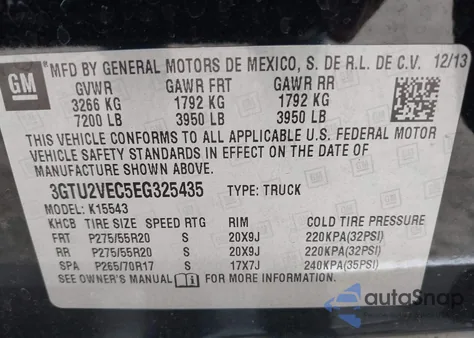 GM
MFD BY GENERAL MOTORS DE MEXICO, S. DE R.L. DE C.V. 12/13
GVWR GAWR FRT GAWR RR
3266 KG 1792 KG 1792 KG
7200 LB 3950 LB 3950 LB
THIS VEHICLE CONFORMS TO ALL APPLICABLE U.S. FEDERAL MOTOR
VEHICLE SAFETY STANDARDS IN EFFECT ON THE DATE OF
MANUFACTURE SHOWN ABOVE.
3GTU2VEC5EG325435 TYPE: TRUCK
MODEL: K15543
KHCB TIRE SIZE SPEED RTG RIM COLD TIRE PRESSURE
FRT P275/55R20 S 20X9J 220KPA(32PSI)
RR P275/55R20 S 20X9J 220KPA(32PSI)
SPA P265/70R17 S 17X7J 240KPA(35PSI)
SEE OWNER'S MANUAL FOR MORE INFORMATION.
autoSnap